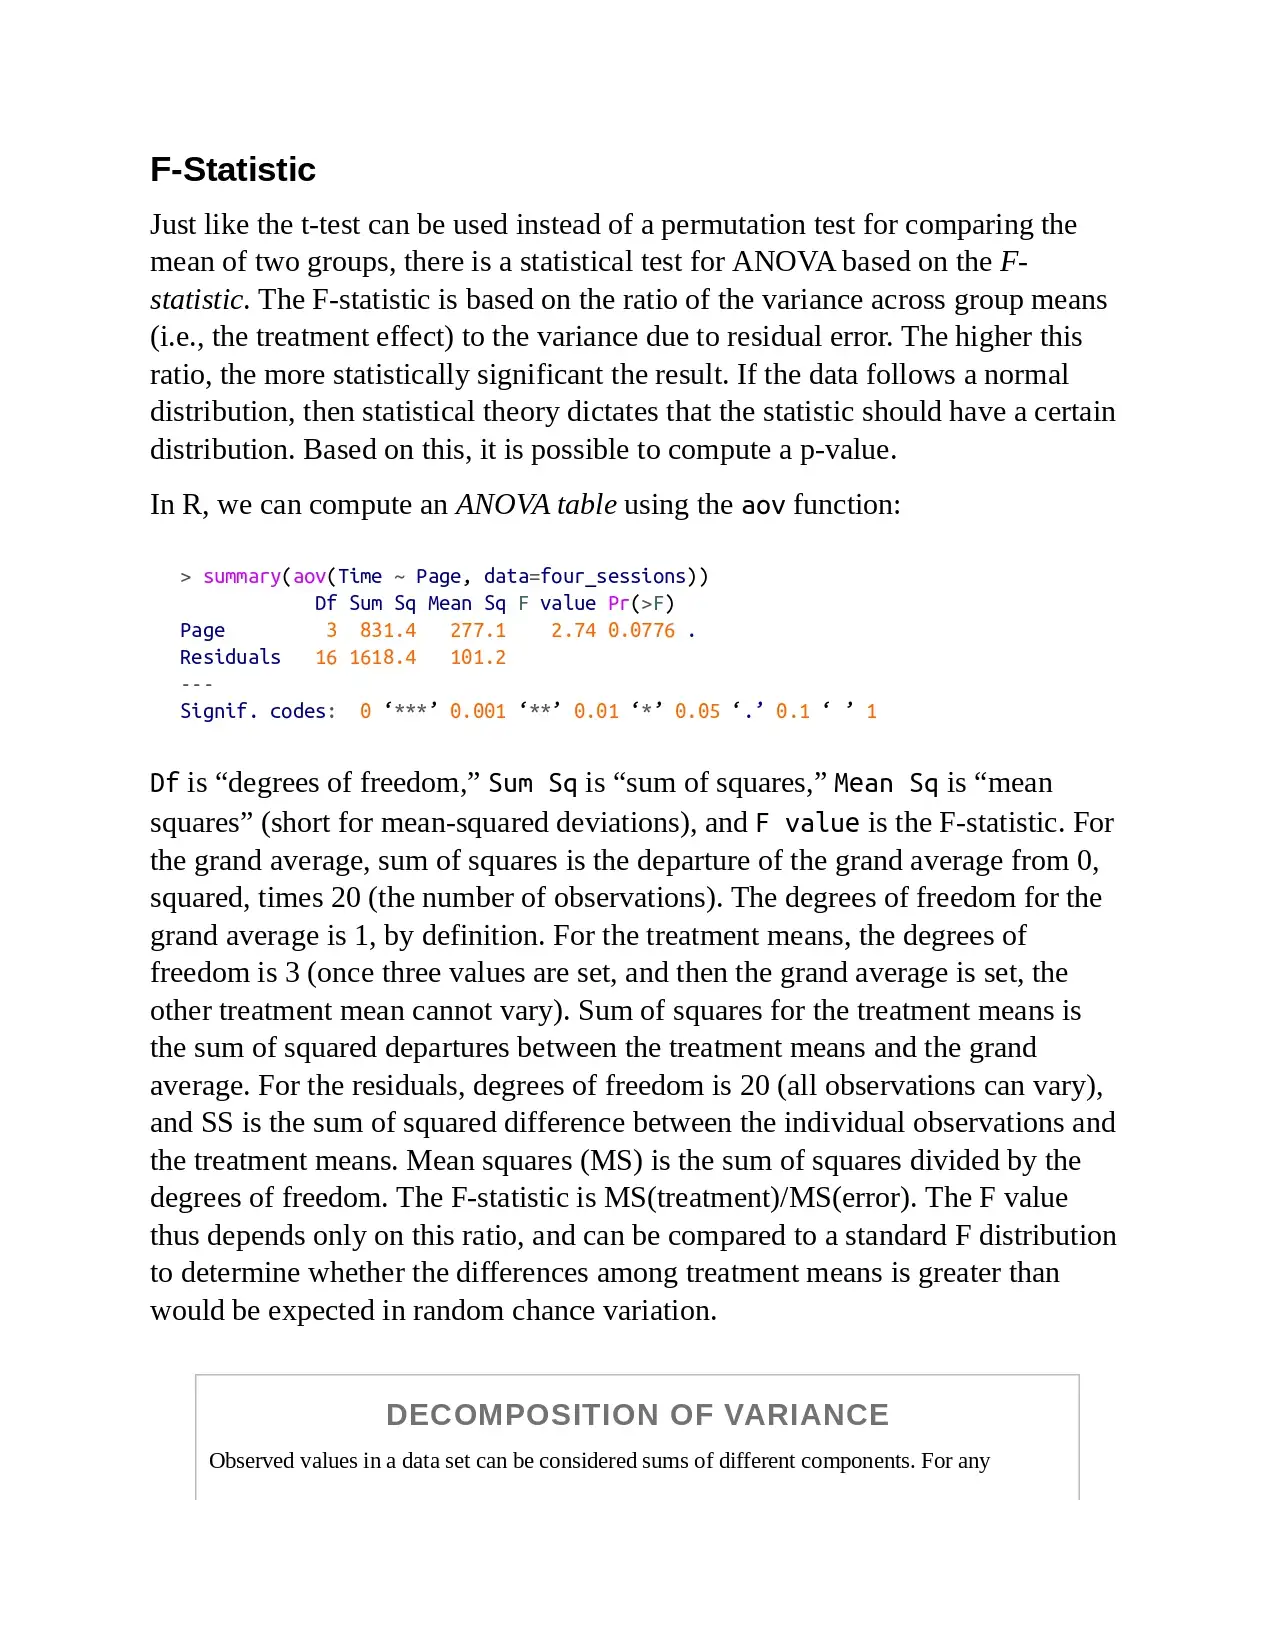 F-Statistic
Just like the t-test can be used instead of a permutation test for comparing the
mean of two groups, there is a statistical test for ANOVA based on the F-
statistic. The F-statistic is based on the ratio of the variance across group means
(i.e., the treatment effect) to the variance due to residual error. The higher this
ratio, the more statistically significant the result. If the data follows a normal
distribution, then statistical theory dictates that the statistic should have a certain
distribution. Based on this, it is possible to compute a p-value.
In R, we can compute an ANOVA table using the aov function:
> summary(aov(Time ~ Page, data=four_sessions))
            Df Sum Sq Mean Sq F value Pr(>F)
Page         3  831.4   277.1    2.74 0.0776 .
Residuals   16 1618.4   101.2
---
Signif. codes:  0 ‘***’ 0.001 ‘**’ 0.01 ‘*’ 0.05 ‘.’ 0.1 ‘ ’ 1
Df is “degrees of freedom,” Sum Sq is “sum of squares,” Mean Sq is “mean
squares” (short for mean-squared deviations), and F value is the F-statistic. For
the grand average, sum of squares is the departure of the grand average from 0,
squared, times 20 (the number of observations). The degrees of freedom for the
grand average is 1, by definition. For the treatment means, the degrees of
freedom is 3 (once three values are set, and then the grand average is set, the
other treatment mean cannot vary). Sum of squares for the treatment means is
the sum of squared departures between the treatment means and the grand
average. For the residuals, degrees of freedom is 20 (all observations can vary),
and SS is the sum of squared difference between the individual observations and
the treatment means. Mean squares (MS) is the sum of squares divided by the
degrees of freedom. The F-statistic is MS(treatment)/MS(error). The F value
thus depends only on this ratio, and can be compared to a standard F distribution
to determine whether the differences among treatment means is greater than
would be expected in random chance variation.
DECOMPOSITION OF VARIANCE
Observed values in a data set can be considered sums of different components. For any